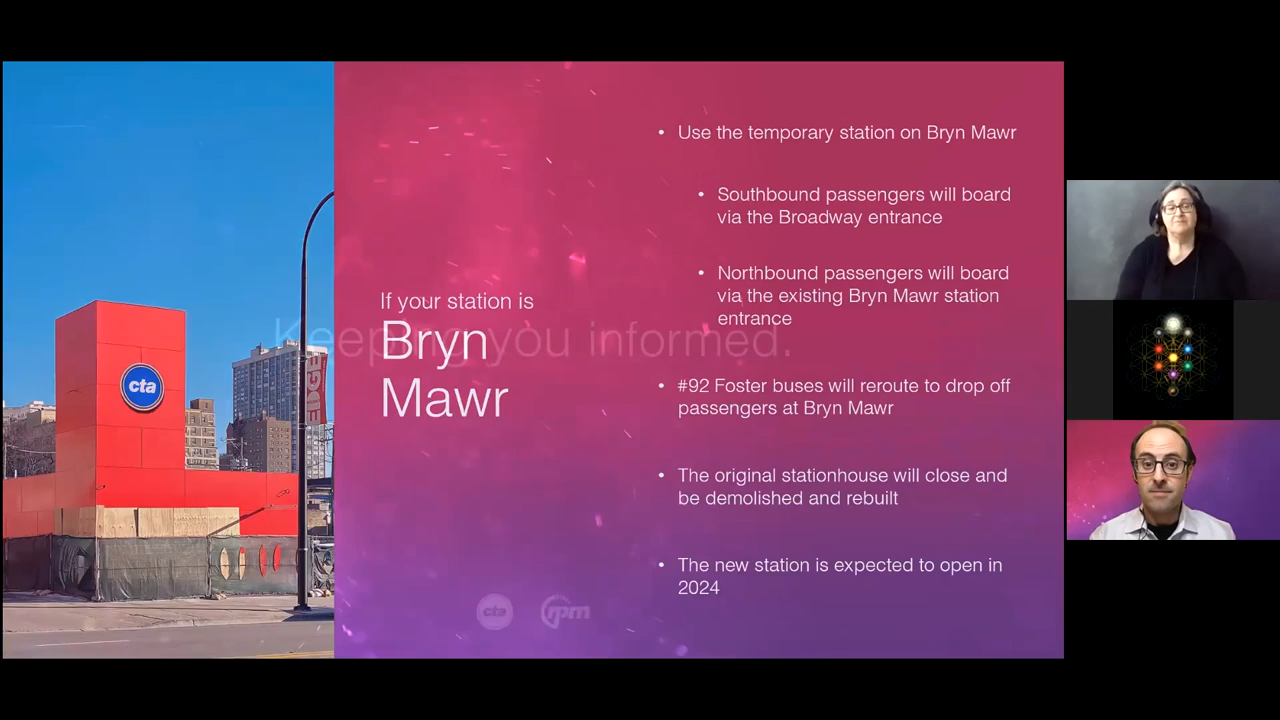 cta
EDGE
If your station is
Bryn
Mawr
Keeping you informed.
cta rpm
• Use the temporary station on Bryn Mawr
• Southbound passengers will board
via the Broadway entrance
• Northbound passengers will board
via the existing Bryn Mawr station
entrance
• #92 Foster buses will reroute to drop off
passengers at Bryn Mawr
• The original stationhouse will close and
be demolished and rebuilt
• The new station is expected to open in
2024